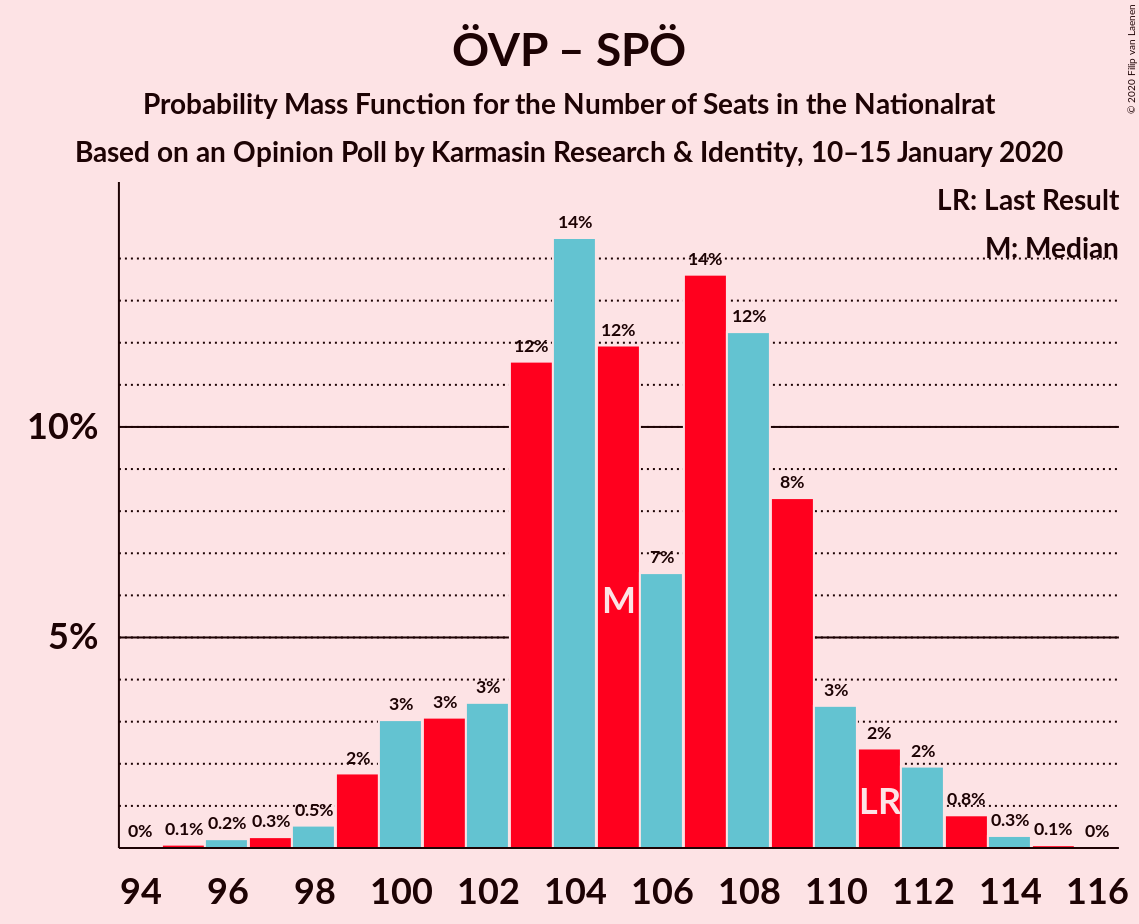 ÖVP – SPÖ
Probability Mass Function for the Number of Seats in the Nationalrat
Based on an Opinion Poll by Karmasin Research & Identity, 10–15 January 2020
© 2020 Filip van Laenen
LR: Last Result
M: Median
10%
5%
0% 0.1% 0.2% 0.3% 0.5% 2% 3% 3% 3% 12% 14% 12% 7% 14% 12% 8% 3% 2% 2% 0.8% 0.3% 0.1% 0%
M
LR
94 96 98 100 102 104 106 108 110 112 114 116